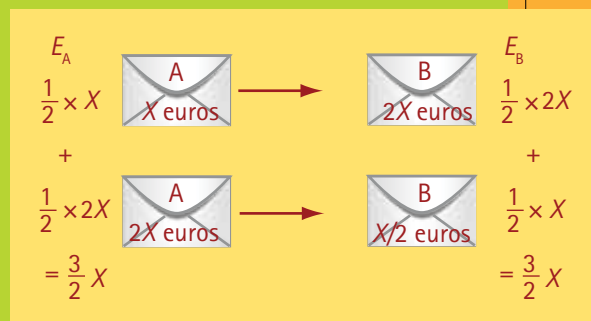 E_A E_B
A B
1/2 × X X euros 2X euros 1/2 × 2X
+ +
A B
1/2 × 2X 2X euros X/2 euros 1/2 × X
= 3/2 X = 3/2 X